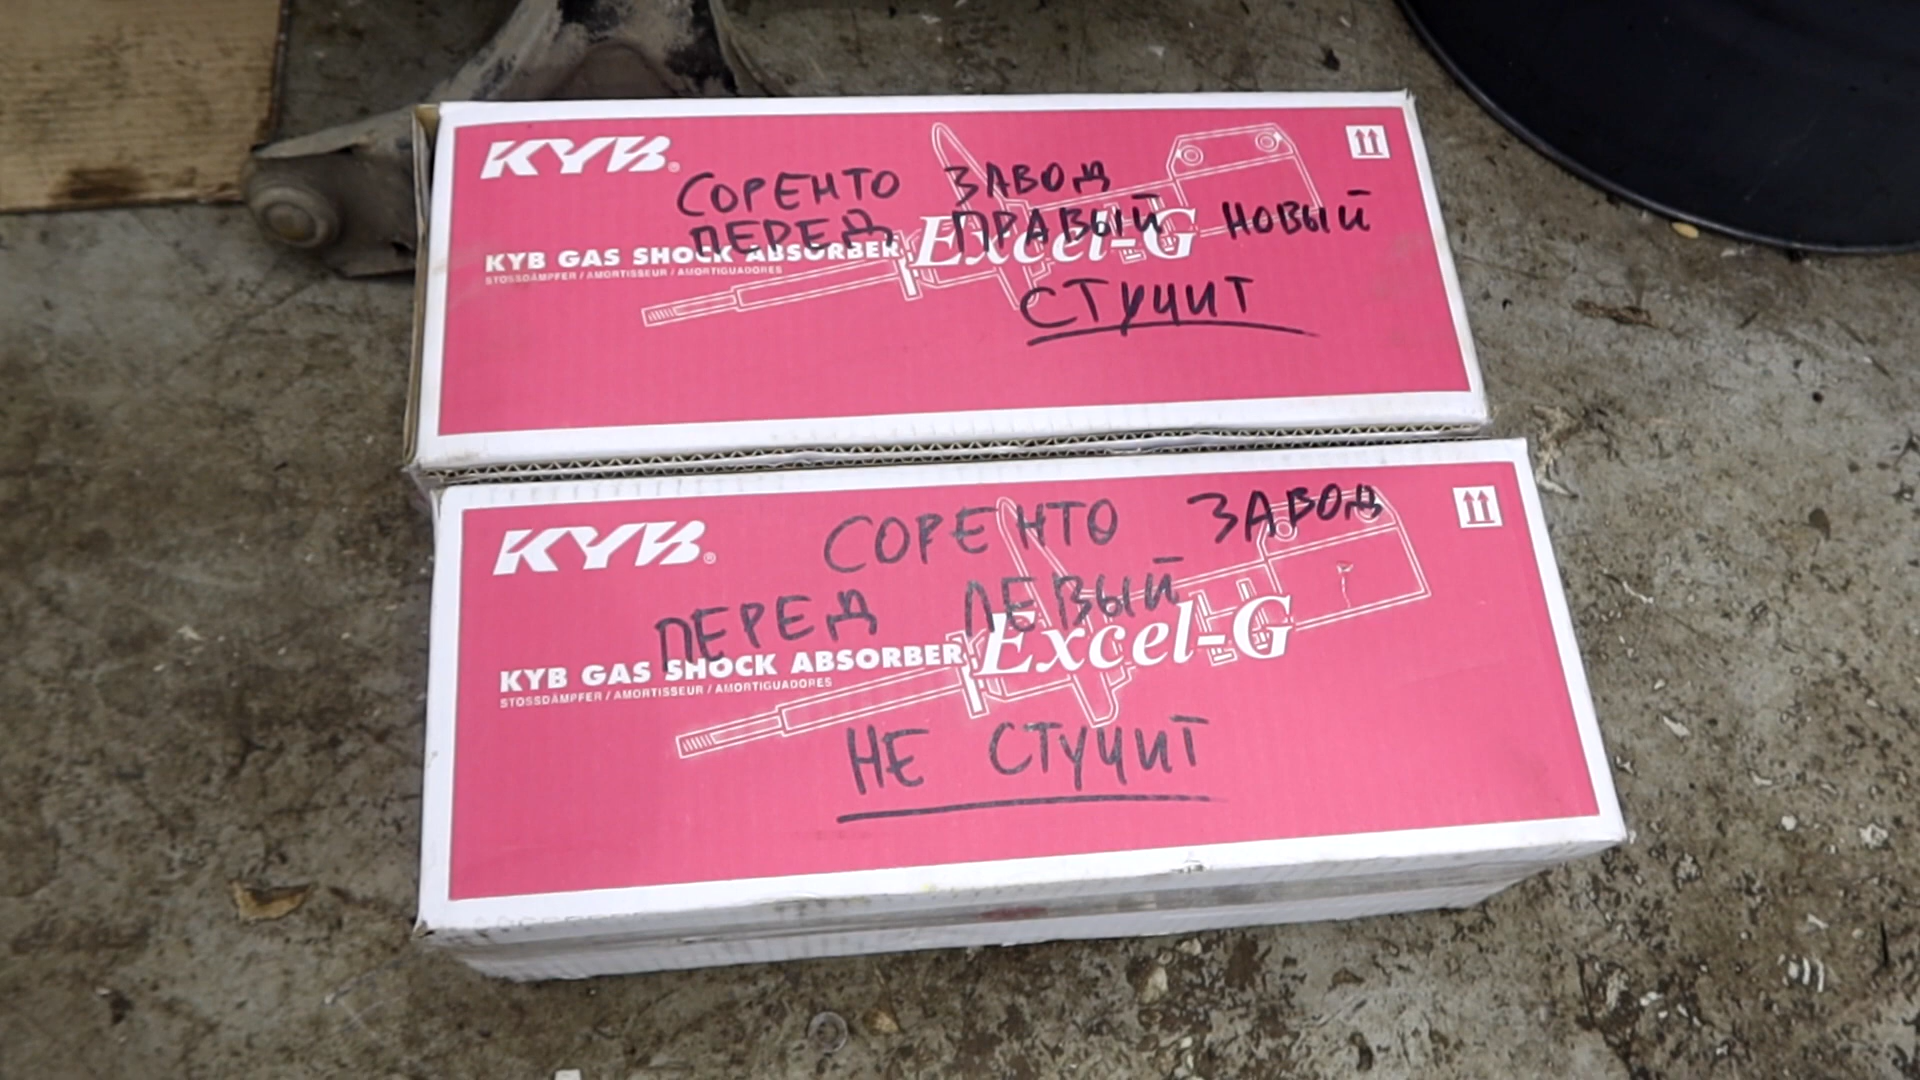 KYB®
СОРЕНТО ЗАВОД
ПЕРЕД ПРАВЫЙ НОВЫЙ
KYB GAS SHOCK ABSORBER Excel-G
STOSSDÄMPFER / AMORTISSEUR / AMORTIGUADORES
СТУЧИТ
KYB®
СОРЕНТО ЗАВОД
ПЕРЕД ЛЕВЫЙ
KYB GAS SHOCK ABSORBER Excel-G
STOSSDÄMPFER / AMORTISSEUR / AMORTIGUADORES
НЕ СТУЧИТ